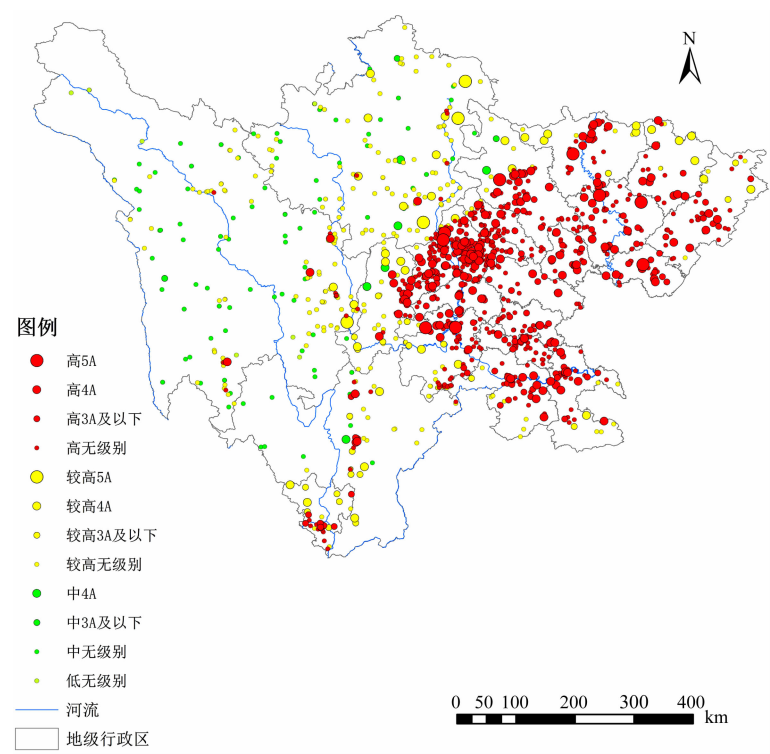 N
图例
高5A
高4A
高3A及以下
高无级别
较高5A
较高4A
较高3A及以下
较高无级别
中4A
中3A及以下
中无级别
低无级别
河流
地级行政区
0 50 100 200 300 400
km